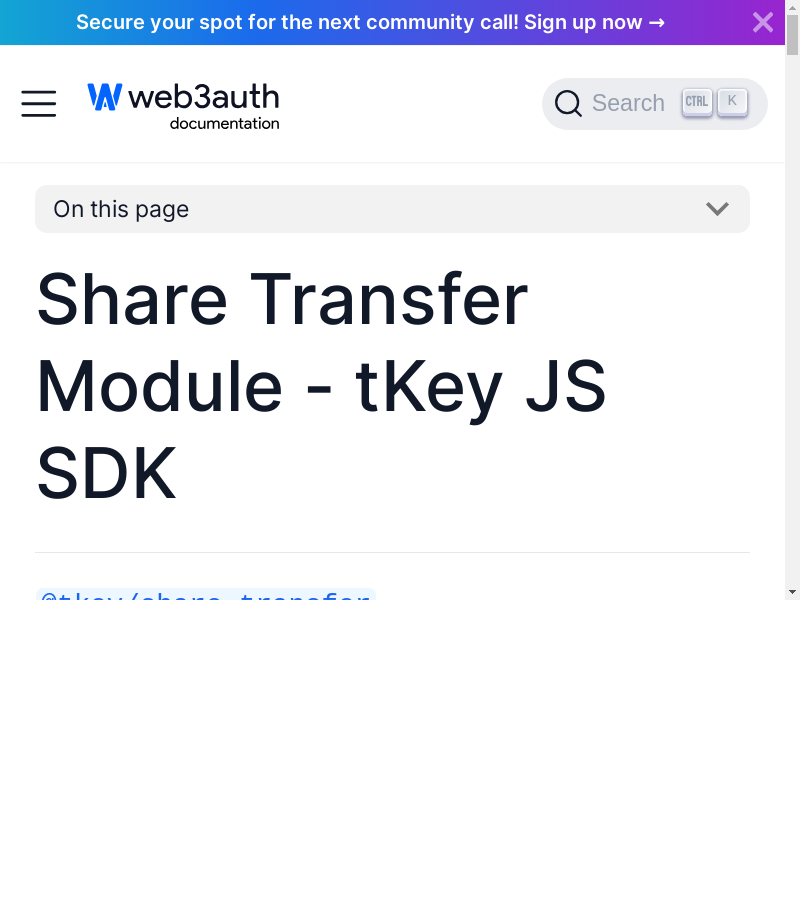 Secure your spot for the next community call! Sign up now →
web3auth
documentation
Search CTRL K
On this page
Share Transfer
Module - tKey JS
SDK
@tkey/share-transfer